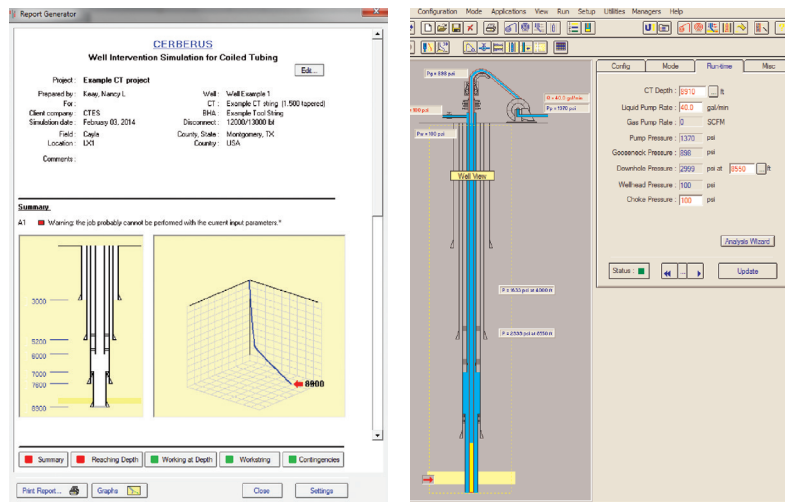 Report Generator
CERBERUS
Well Intervention Simulation for Coiled Tubing
Edit...
Project : Example CT project
Prepared by : Keay, Nancy L
For :
Client company : CTES
Simulation date : February 03, 2014
Well : Well Example 1
CT : Example CT string (1.500 tapered)
BHA : Example Tool String
Disconnect : 12000/13000 lbf
Field : Cayla
Location : LX1
County, State : Montgomery, TX
County : USA
Comments :
Summary
A1 Warning: the job probably cannot be performed with the current input parameters.*
3000
5200
6000
7000
7600
8900
8900
Summary
Reaching Depth
Working at Depth
Workstring
Contingencies
Print Report...
Graphs
Close
Settings
Configuration Mode Applications View Run Setup Utilities Managers Help
Pg = 898 psi
Pp = 1370 psi
Well View
Config
Mode
Run-time
Misc
CT Depth : 8910 ... ft
Liquid Pump Rate : 40.0 gal/min
Gas Pump Rate : 0 SCFM
Pump Pressure : 1370 psi
Gooseneck Pressure : 898 psi
Downhole Pressure : 2999 psi at 8550 ... ft
Wellhead Pressure : 100 psi
Choke Pressure : 100 psi
Analysis Wizard
Status :
...
Update